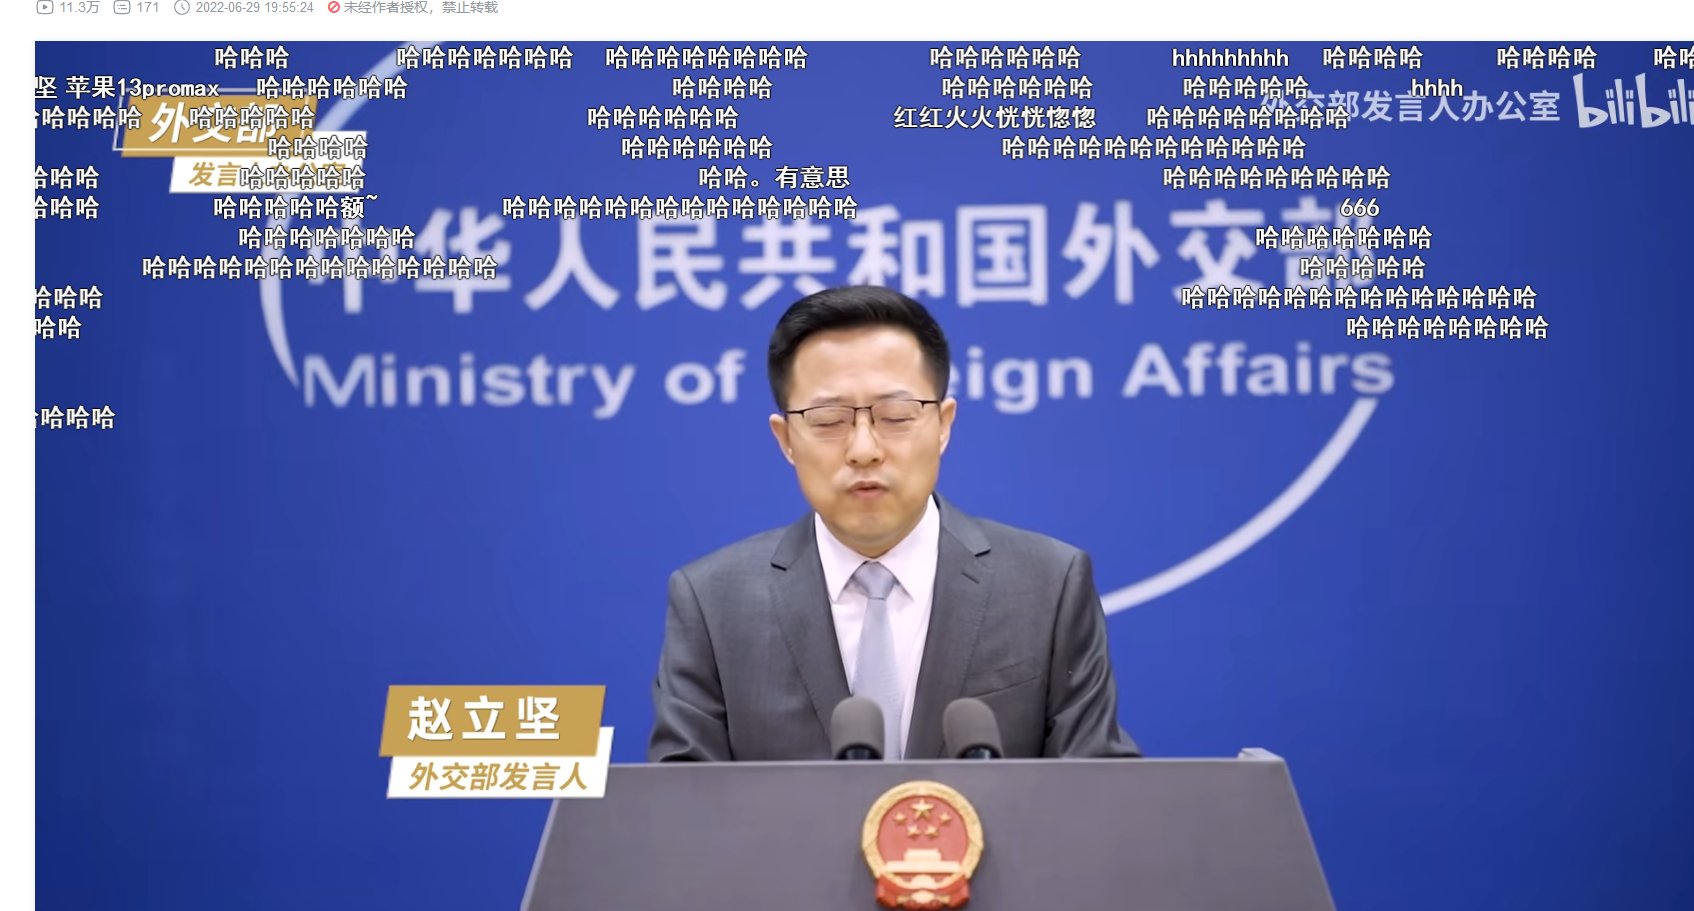 11.3万 171 2022-06-29 19:55:24 未经作者授权，禁止转载
哈哈哈 哈哈哈哈哈哈哈 哈哈哈哈哈哈哈哈 哈哈哈哈哈哈 hhhhhhhhh 哈哈哈哈 哈哈哈哈 哈哈
坚 苹果13promax 哈哈哈哈哈哈 哈哈哈哈 哈哈哈哈哈哈 哈哈哈哈哈 hhhh
外交部发言人办公室 bilibili
哈哈哈哈 哈哈哈哈哈 哈哈哈哈哈哈 红红火火恍恍惚惚 哈哈哈哈哈哈哈哈
外交部
哈哈哈哈 哈哈哈哈哈哈 哈哈哈哈哈哈哈哈哈哈哈哈
发言
哈哈哈 哈哈哈哈哈 哈哈。有意思 哈哈哈哈哈哈哈哈哈
哈哈哈 哈哈哈哈哈额~ 哈哈哈哈哈哈哈哈哈哈哈哈哈哈 666
哈哈哈哈哈哈哈 哈哈哈哈哈哈哈
中华人民共和国外交部
哈哈哈哈哈哈哈哈哈哈哈哈哈哈 哈哈哈哈哈
哈哈哈 哈哈哈哈哈哈哈哈哈哈哈哈哈哈
哈哈 哈哈哈哈哈哈哈哈
Ministry of eign Affairs
哈哈哈
赵立坚
外交部发言人